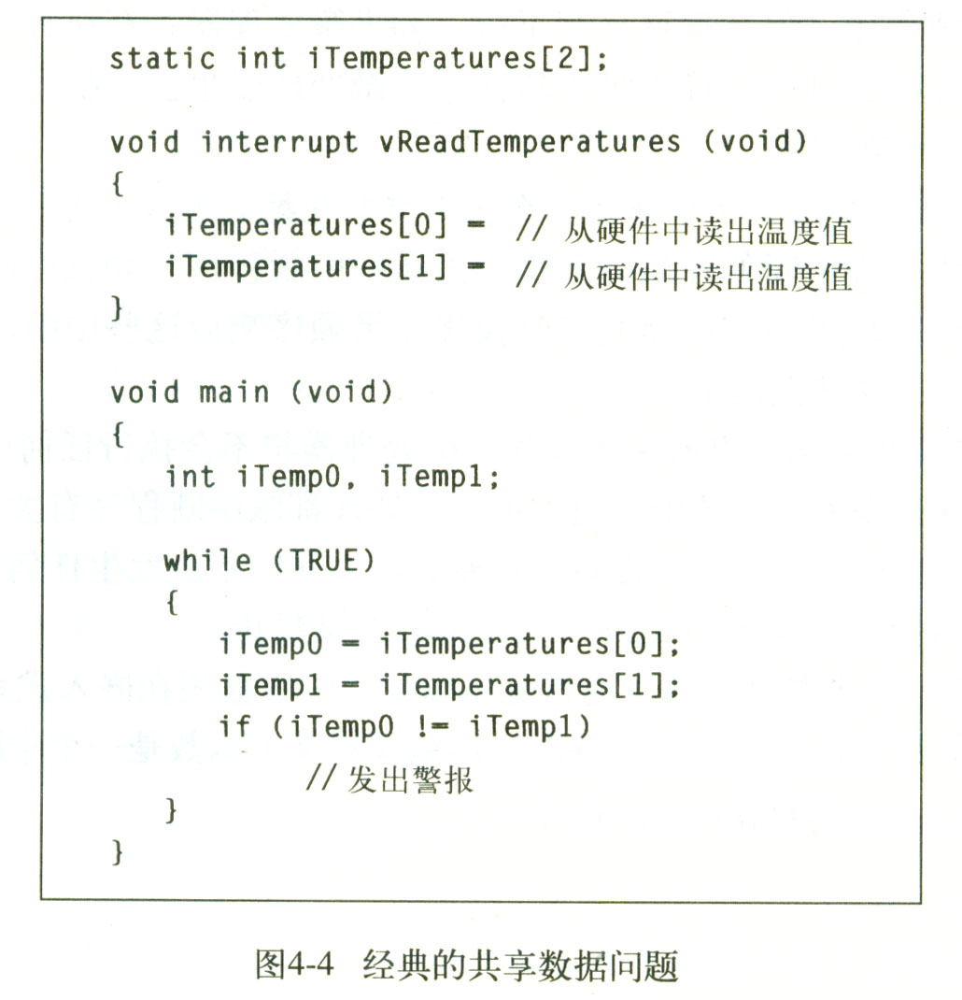 static int iTemperatures[2];
void interrupt vReadTemperatures (void)
{
iTemperatures[0] = // 从硬件中读出温度值
iTemperatures[1] = // 从硬件中读出温度值
}
void main (void)
{
int iTemp0, iTemp1;
while (TRUE)
{
iTemp0 = iTemperatures[0];
iTemp1 = iTemperatures[1];
if (iTemp0 != iTemp1)
// 发出警报
}
}
图4-4 经典的共享数据问题